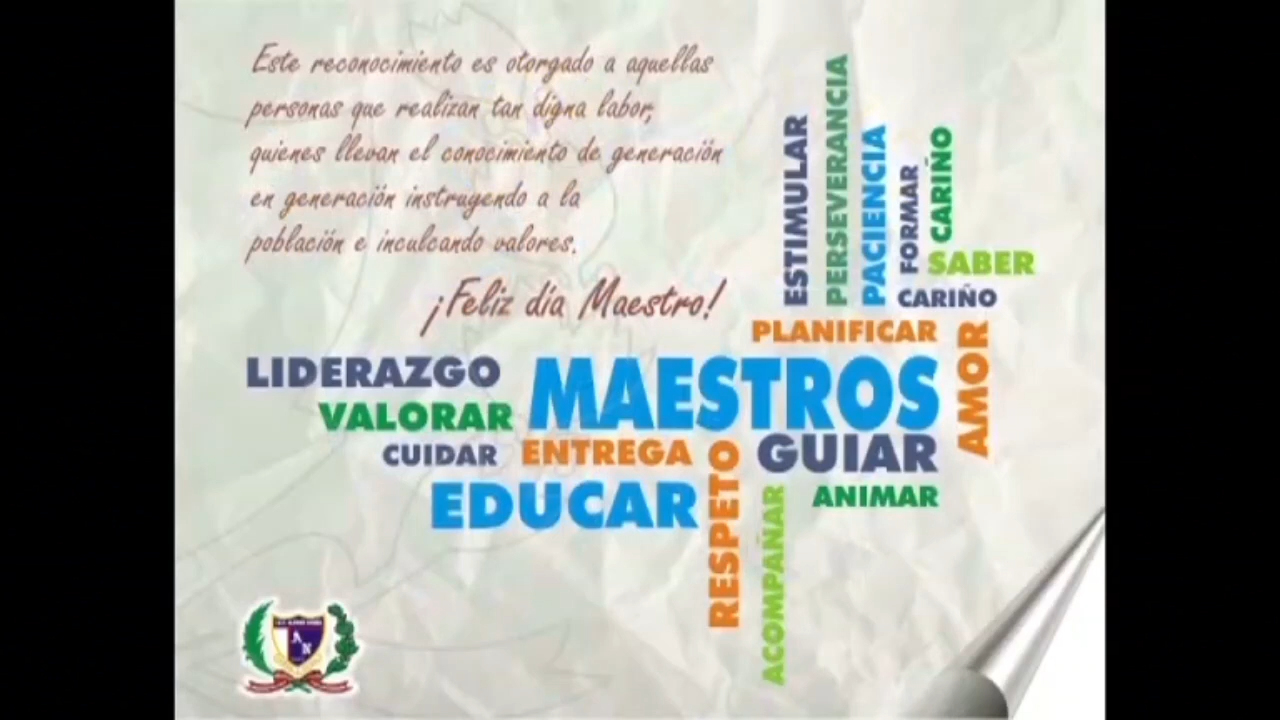 Este reconocimiento es otorgado a aquellas
personas que realizan tan digna labor,
quienes llevan el conocimiento de generación
en generación instruyendo a la
población e inculcando valores.
¡Feliz día Maestro!
ESTIMULAR
PERSEVERANCIA
PACIENCIA
FORMAR
CARIÑO
SABER
CARIÑO
PLANIFICAR
AMOR
LIDERAZGO
MAESTROS
VALORAR
CUIDAR
ENTREGA
GUIAR
EDUCAR
RESPETO
ANIMAR
ACOMPAÑAR
A
N